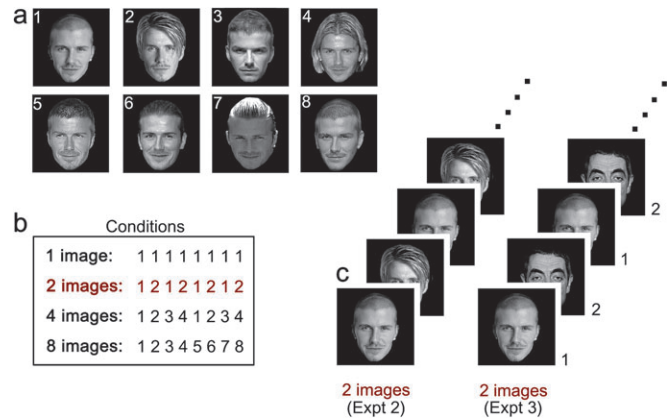 a
1 2 3 4
5 6 7 8
b
Conditions
1 image: 1 1 1 1 1 1 1 1
2 images: 1 2 1 2 1 2 1 2
4 images: 1 2 3 4 1 2 3 4
8 images: 1 2 3 4 5 6 7 8
c
2
1
2
1
2 images
(Expt 2)
2 images
(Expt 3)